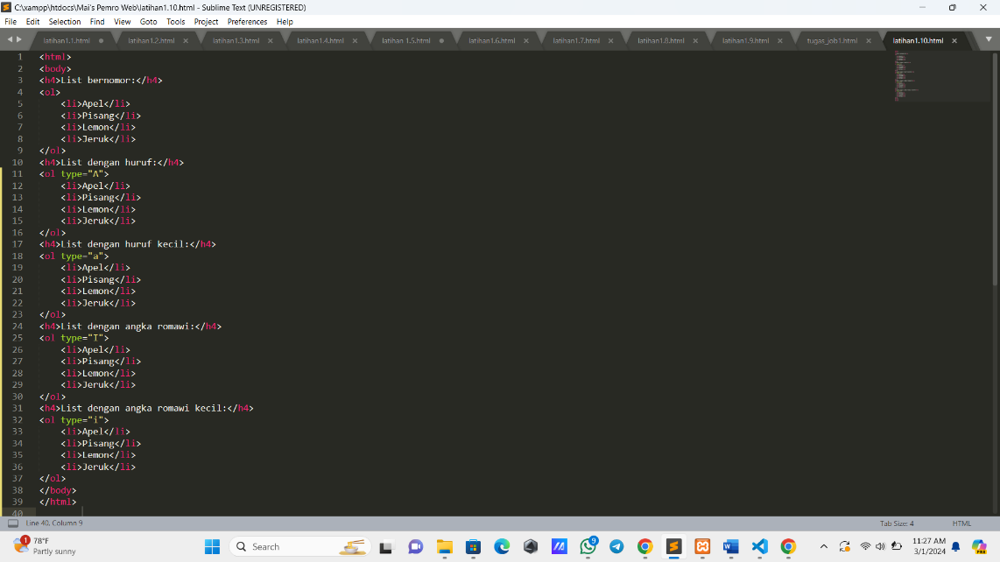 C:\xampp\htdocs\Mai's Pemro Web\latihan1.10.html - Sublime Text (UNREGISTERED)
File Edit Selection Find View Goto Tools Project Preferences Help
latihan1.1.html latihan1.2.html latihan1.3.html latihan1.4.html latihan 1.5.html latihan1.6.html latihan1.7.html latihan1.8.html latihan1.9.html tugas_job1.html latihan1.10.html
1 <html>
2 <body>
3 <h4>List bernomor:</h4>
4 <ol>
5 <li>Apel</li>
6 <li>Pisang</li>
7 <li>Lemon</li>
8 <li>Jeruk</li>
9 </ol>
10 <h4>List dengan huruf:</h4>
11 <ol type="A">
12 <li>Apel</li>
13 <li>Pisang</li>
14 <li>Lemon</li>
15 <li>Jeruk</li>
16 </ol>
17 <h4>List dengan huruf kecil:</h4>
18 <ol type="a">
19 <li>Apel</li>
20 <li>Pisang</li>
21 <li>Lemon</li>
22 <li>Jeruk</li>
23 </ol>
24 <h4>List dengan angka romawi:</h4>
25 <ol type="I">
26 <li>Apel</li>
27 <li>Pisang</li>
28 <li>Lemon</li>
29 <li>Jeruk</li>
30 </ol>
31 <h4>List dengan angka romawi kecil:</h4>
32 <ol type="i">
33 <li>Apel</li>
34 <li>Pisang</li>
35 <li>Lemon</li>
36 <li>Jeruk</li>
37 </ol>
38 </body>
39 </html>
40
Line 40, Column 9 Tab Size: 4 HTML
1 78°F
Partly sunny
Search
9
11:27 AM
3/1/2024
PRE